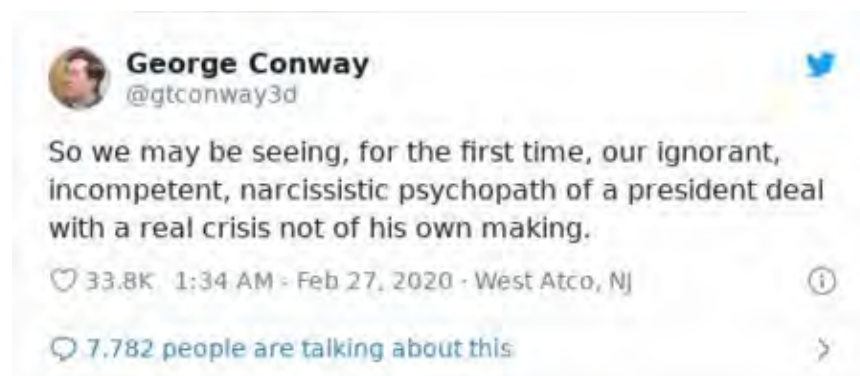 George Conway
@gtconway3d
So we may be seeing, for the first time, our ignorant,
incompetent, narcissistic psychopath of a president deal
with a real crisis not of his own making.
33.8K 1:34 AM - Feb 27, 2020 · West Atco, NJ
7.782 people are talking about this